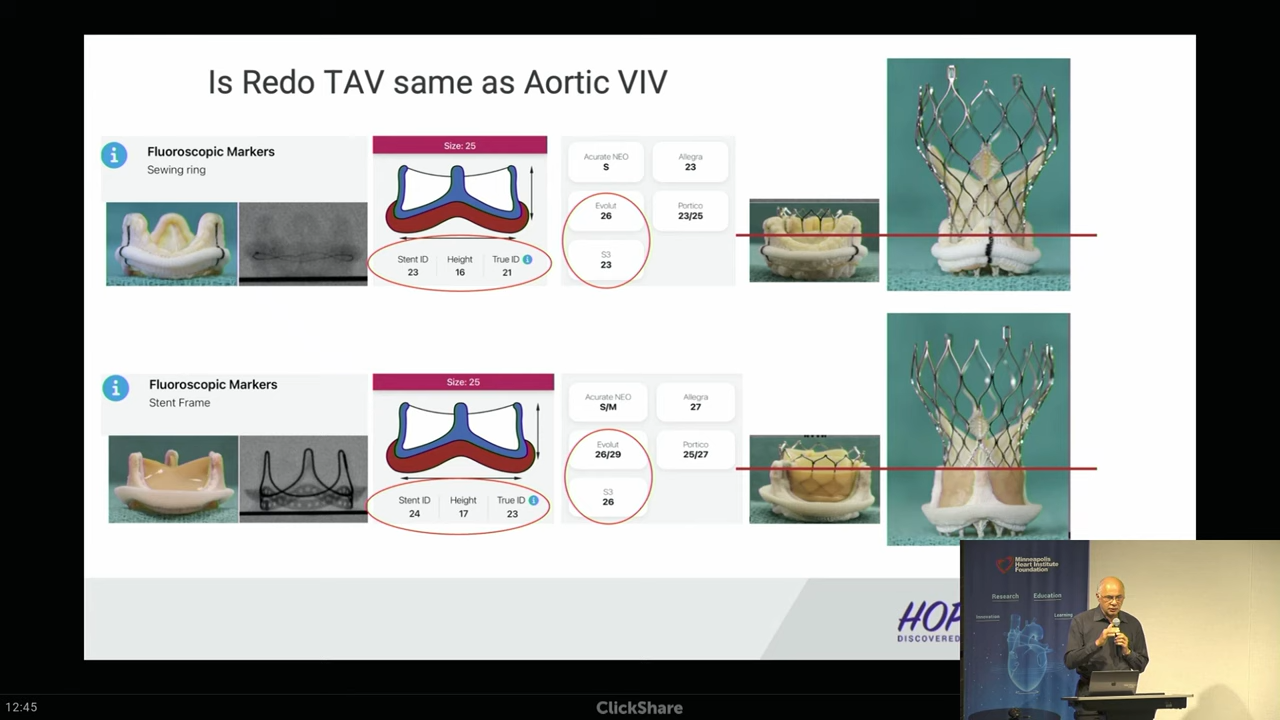 Is Redo TAV same as Aortic VIV
Fluoroscopic Markers
Sewing ring
Size: 25
Stent ID
23
Height
16
True ID
21
Acurate NEO
S
Allegra
23
Evolut
26
Portico
23/25
S3
23
Fluoroscopic Markers
Stent Frame
Size: 25
Stent ID
24
Height
17
True ID
23
Acurate NEO
S/M
Allegra
27
Evolut
26/29
Portico
25/27
S3
26
HOP
DISCOVERED
Minneapolis
Heart Institute
Foundation
Research
Education
Innovation
Learning
12:45
ClickShare